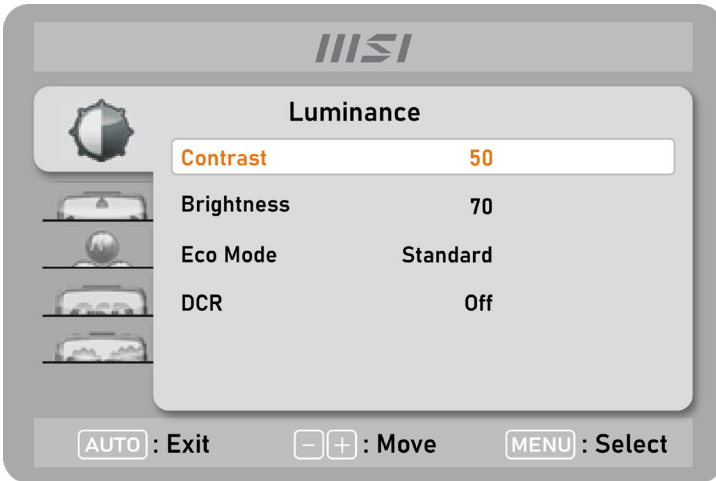 msi
Luminance
Contrast 50
Brightness 70
Eco Mode Standard
DCR Off
AUTO : Exit - + : Move MENU : Select